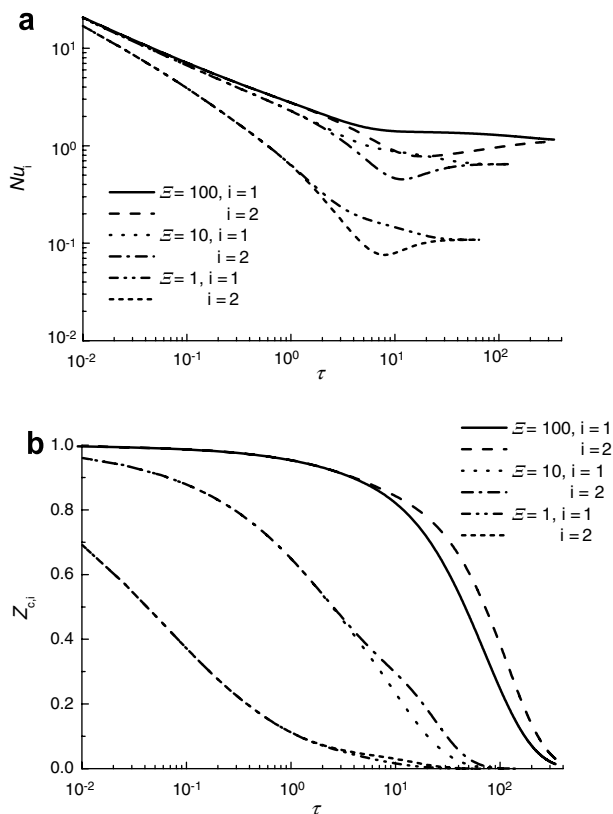 a
10¹
10⁰
10⁻¹
10⁻²
Nuᵢ
Ξ= 100, i = 1
i = 2
Ξ= 10, i = 1
i = 2
Ξ= 1, i = 1
i = 2
10⁻² 10⁻¹ 10⁰ 10¹ 10²
τ
b
1.0
0.8
0.6
0.4
0.2
0.0
Z_c,i
Ξ= 100, i = 1
i = 2
Ξ= 10, i = 1
i = 2
Ξ= 1, i = 1
i = 2
10⁻² 10⁻¹ 10⁰ 10¹ 10²
τ